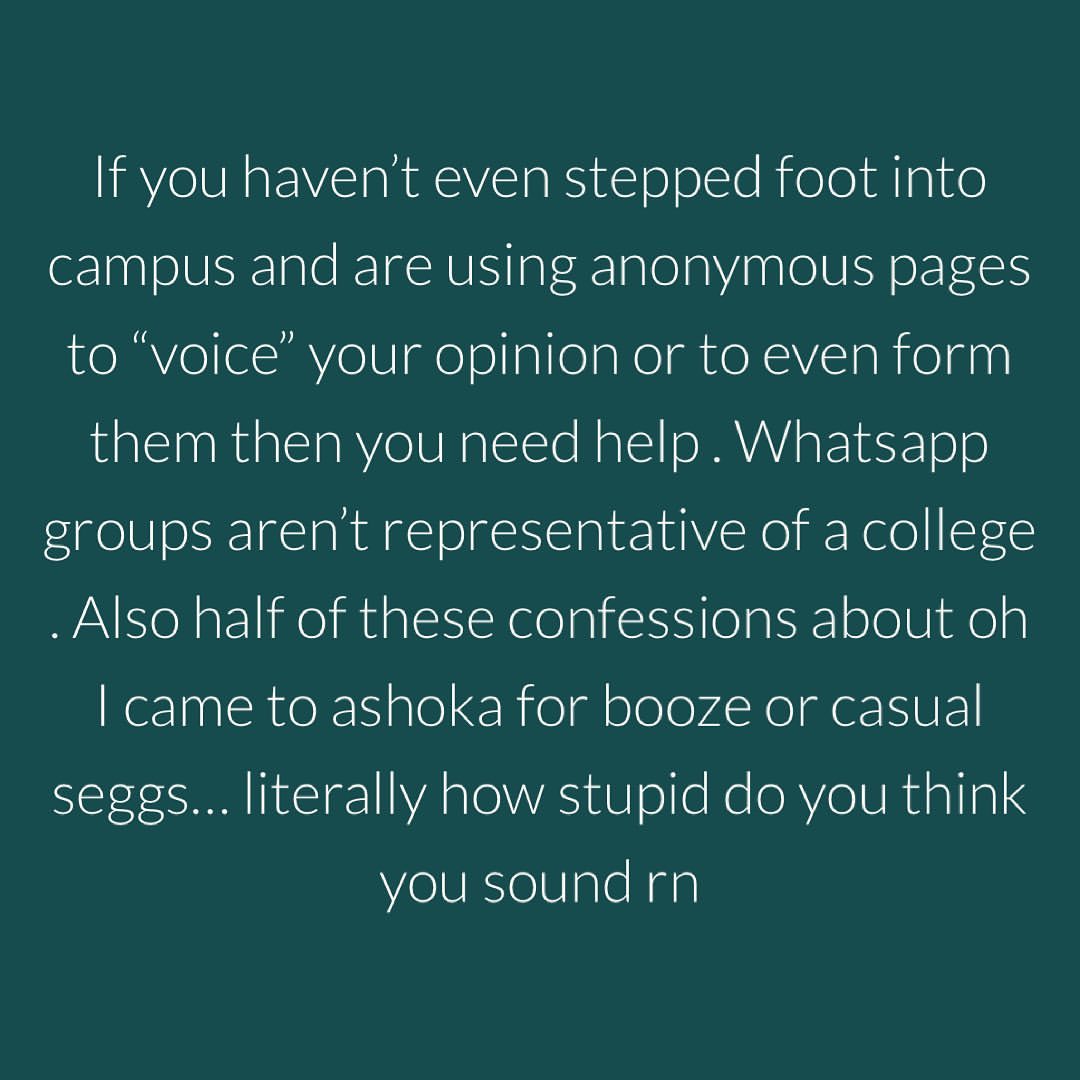 If you haven’t even stepped foot into
campus and are using anonymous pages
to “voice” your opinion or to even form
them then you need help . Whatsapp
groups aren’t representative of a college
. Also half of these confessions about oh
I came to ashoka for booze or casual
seggs... literally how stupid do you think
you sound rn